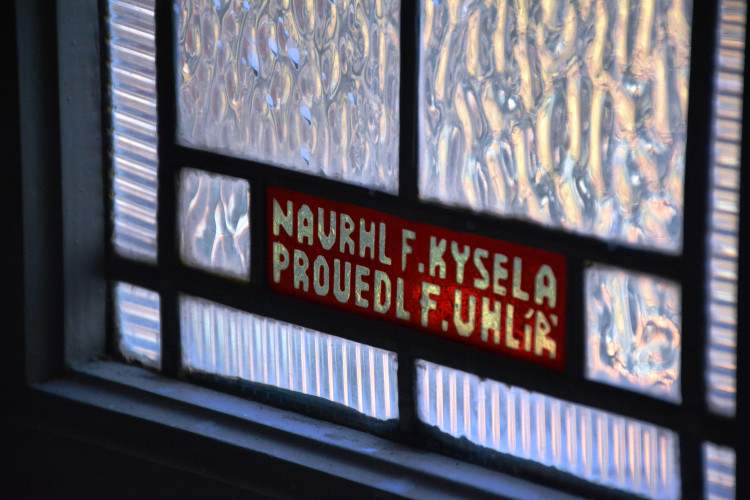 NAVRHL F. KYSELA
PROVEDL F. UHLÍŘ